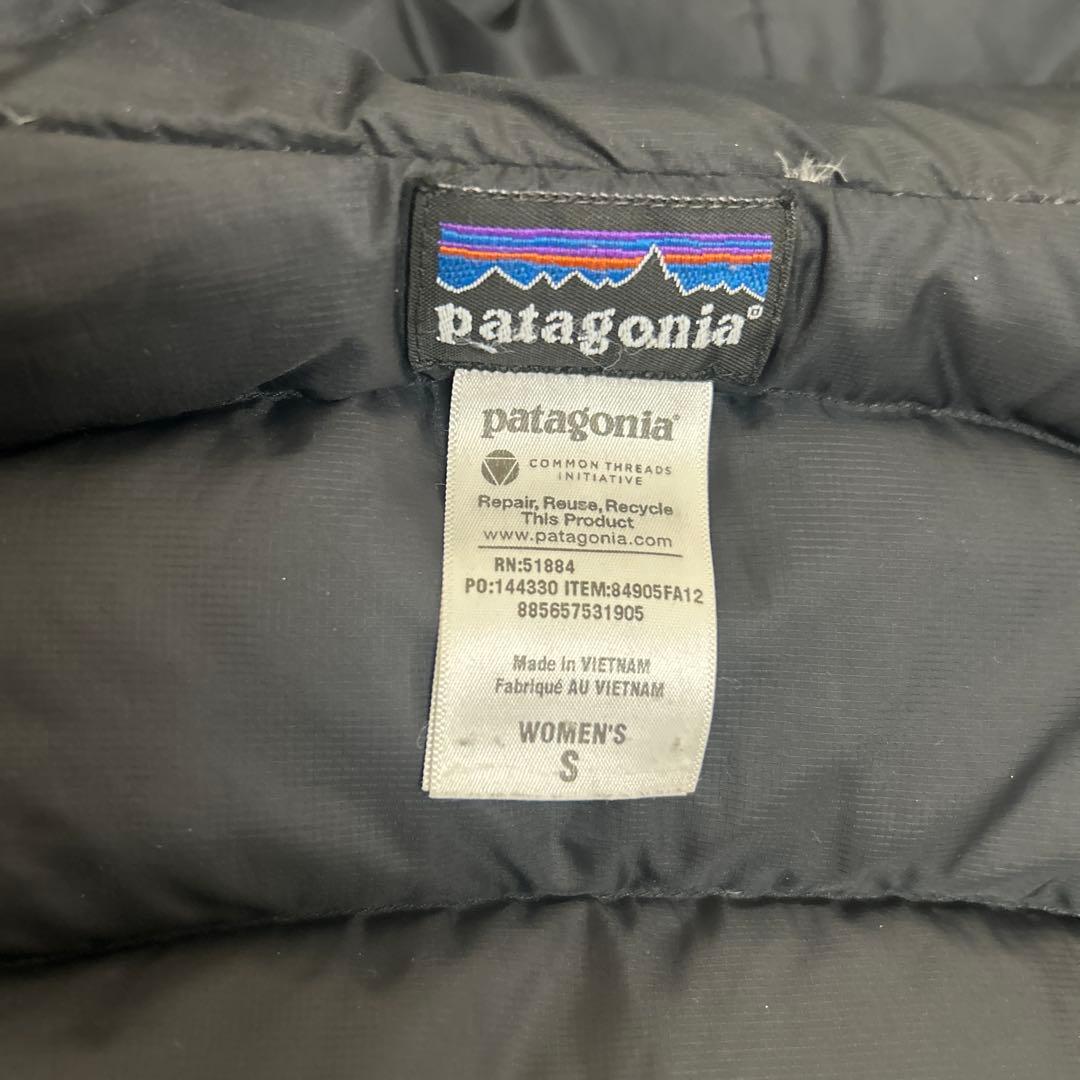 patagonia®
patagonia®
COMMON THREADS
INITIATIVE
Repair, Reuse, Recycle
This Product
www.patagonia.com
RN:51884
PO:144330 ITEM:84905FA12
885657531905
Made in VIETNAM
Fabriqué AU VIETNAM
WOMEN'S
S